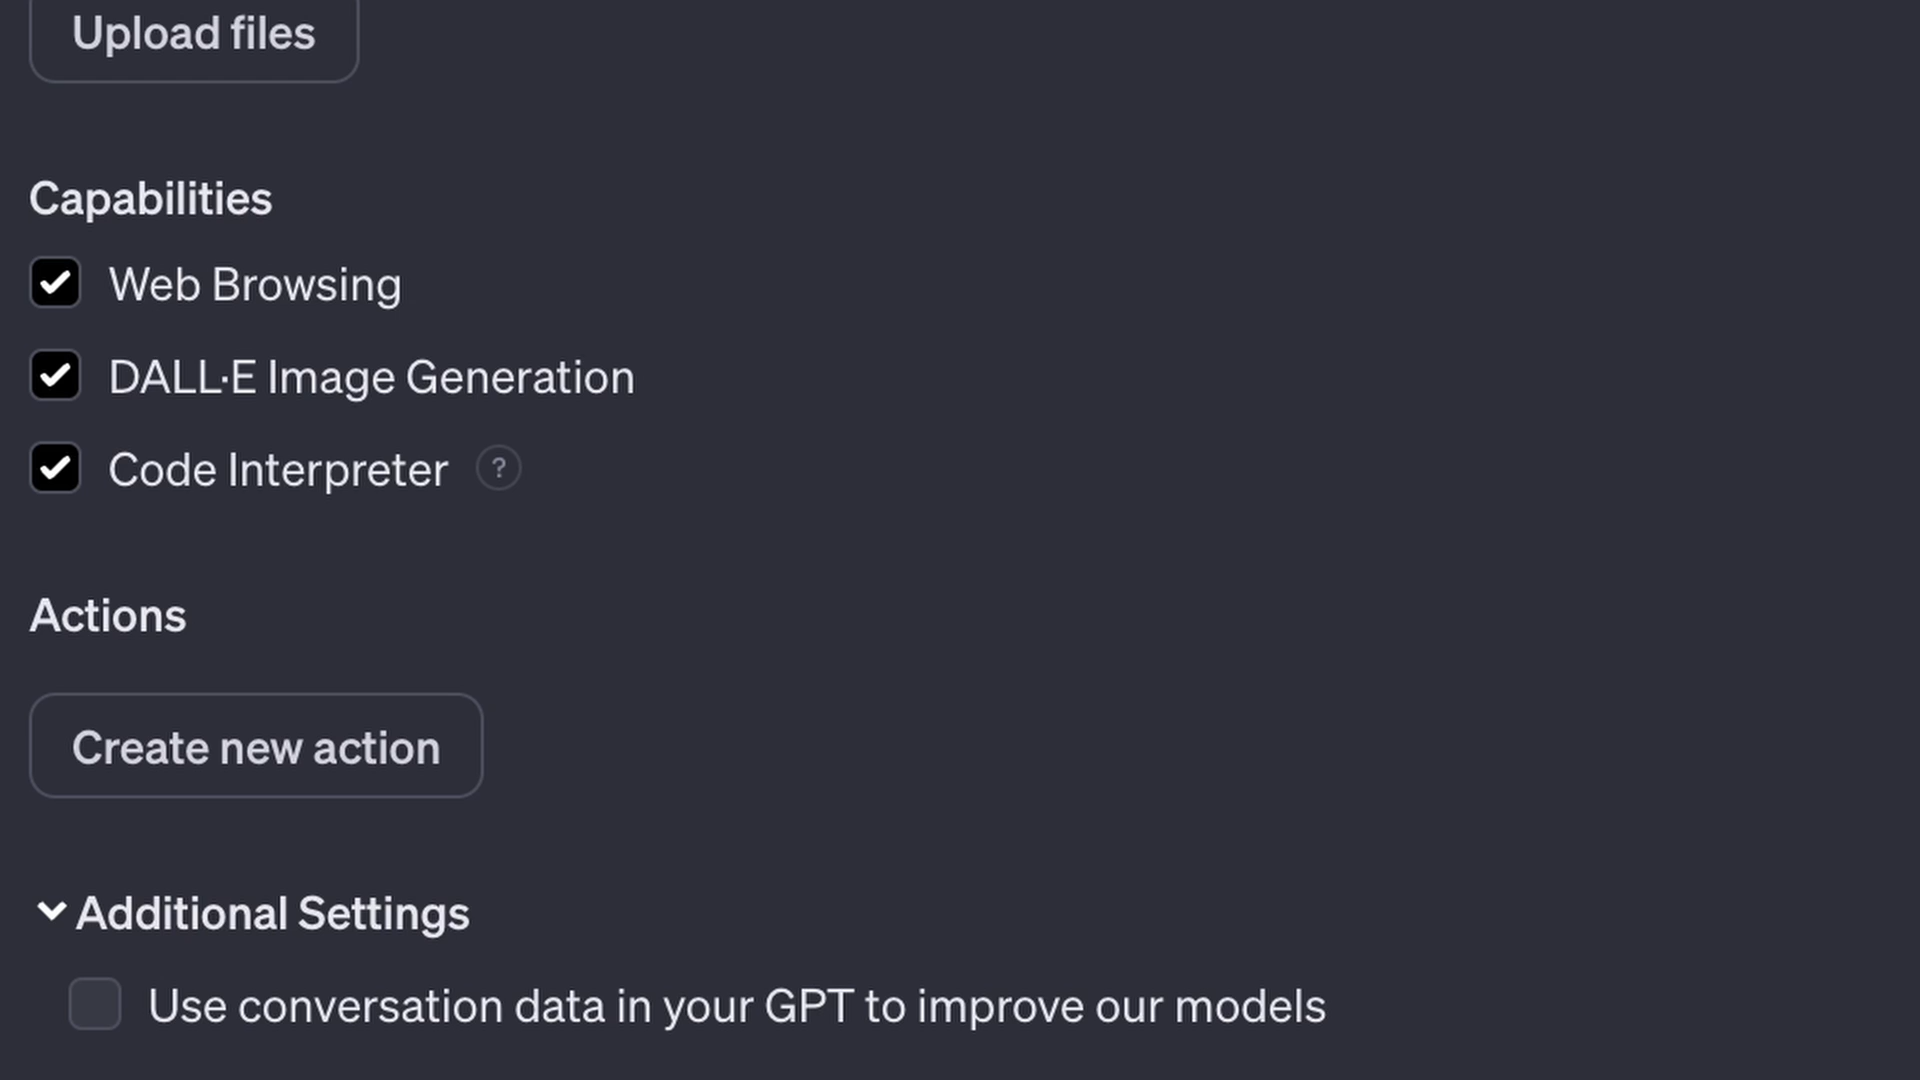 Upload files
Capabilities
Web Browsing
DALL·E Image Generation
Code Interpreter ?
Actions
Create new action
Additional Settings
Use conversation data in your GPT to improve our models